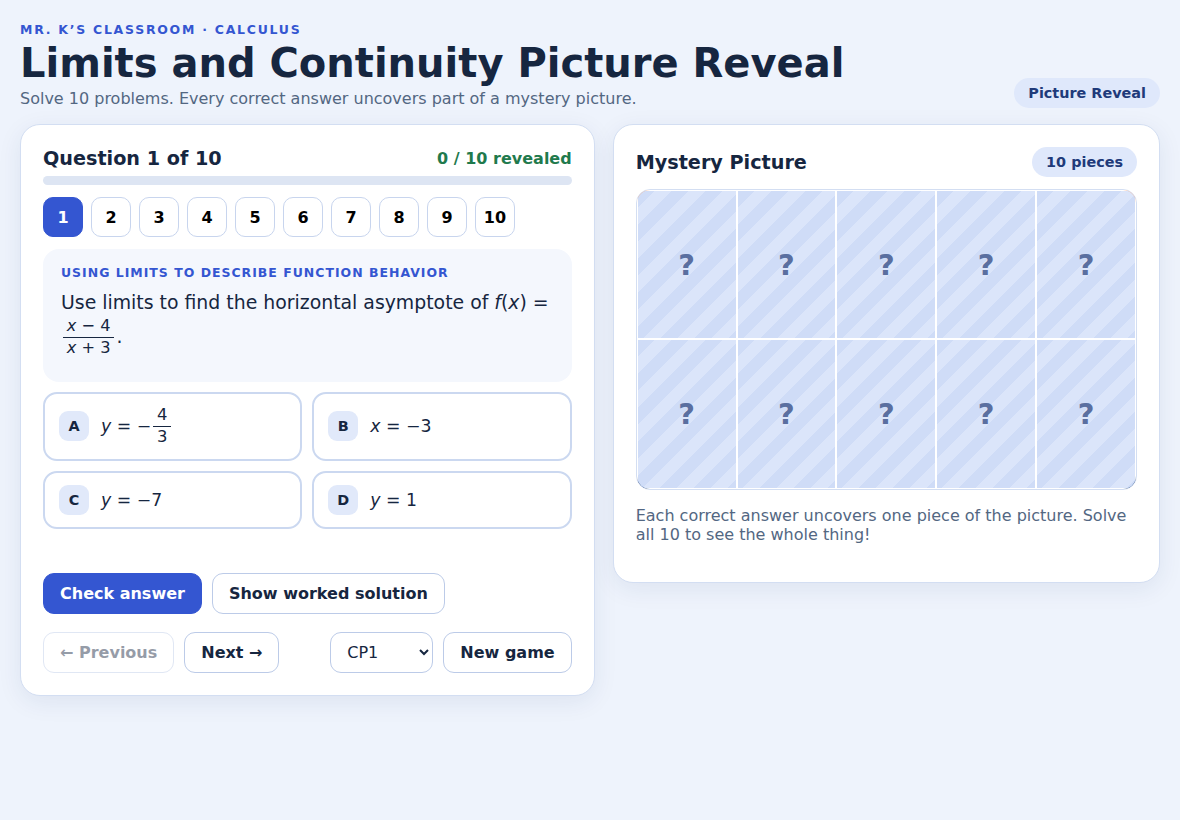 MR. K’S CLASSROOM · CALCULUS
Limits and Continuity Picture Reveal
Solve 10 problems. Every correct answer uncovers part of a mystery picture.
Picture Reveal
Question 1 of 10
0 / 10 revealed
1 2 3 4 5 6 7 8 9 10
USING LIMITS TO DESCRIBE FUNCTION BEHAVIOR
Use limits to find the horizontal asymptote of f(x) =
x − 4
x + 3 .
A y = − 4/3
B x = −3
C y = −7
D y = 1
Check answer
Show worked solution
← Previous
Next →
CP1
New game
Mystery Picture
10 pieces
? ? ? ? ?
? ? ? ? ?
Each correct answer uncovers one piece of the picture. Solve
all 10 to see the whole thing!